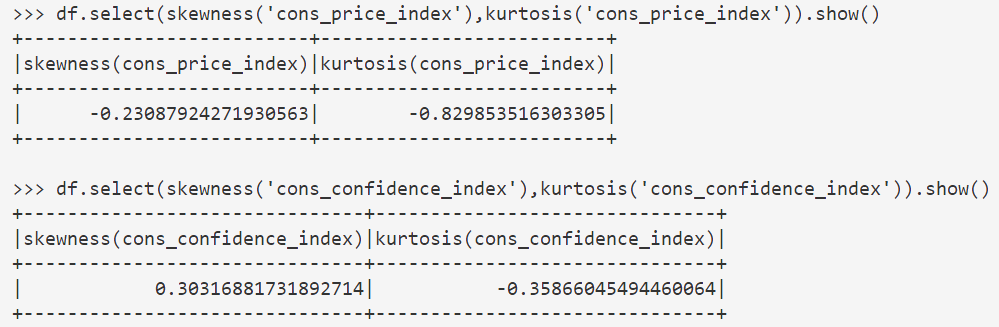 >>> df.select(skewness('cons_price_index'),kurtosis('cons_price_index')).show()
+--------------------------+--------------------------+
|skewness(cons_price_index)|kurtosis(cons_price_index)|
+--------------------------+--------------------------+
|      -0.23087924271930563|        -0.829853516303305|
+--------------------------+--------------------------+
>>> df.select(skewness('cons_confidence_index'),kurtosis('cons_confidence_index')).show()
+-------------------------------+-------------------------------+
|skewness(cons_confidence_index)|kurtosis(cons_confidence_index)|
+-------------------------------+-------------------------------+
|            0.30316881731892714|           -0.35866045494460064|
+-------------------------------+-------------------------------+